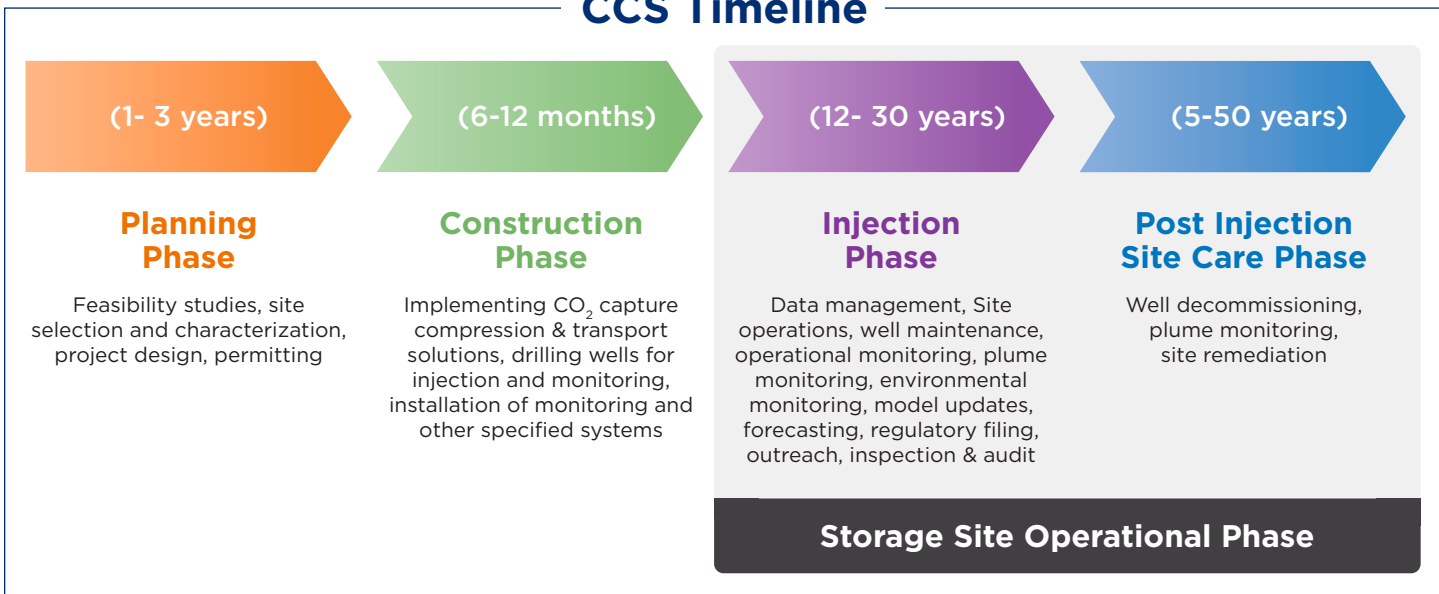 CCS Timeline
(1- 3 years)
(6-12 months)
(12- 30 years)
(5-50 years)
Planning
Phase
Feasibility studies, site
selection and characterization,
project design, permitting
Construction
Phase
Implementing CO₂ capture
compression & transport
solutions, drilling wells for
injection and monitoring,
installation of monitoring and
other specified systems
Injection
Phase
Data management, Site
operations, well maintenance,
operational monitoring, plume
monitoring, environmental
monitoring, model updates,
forecasting, regulatory filing,
outreach, inspection & audit
Post Injection
Site Care Phase
Well decommissioning,
plume monitoring,
site remediation
Storage Site Operational Phase